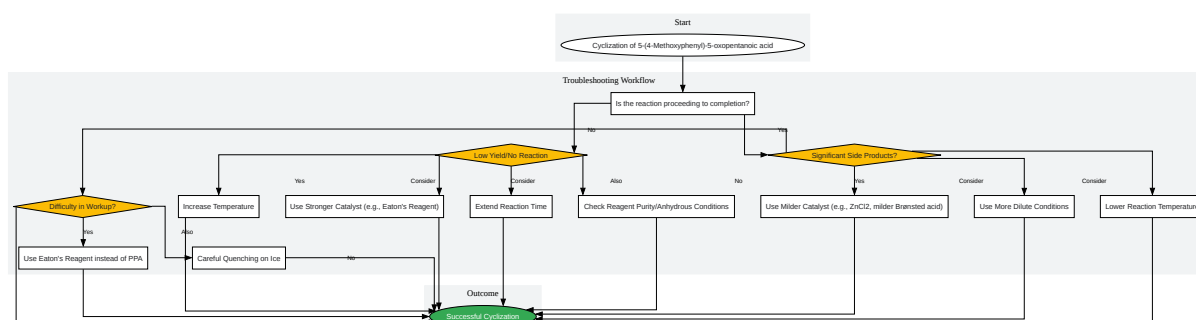 Start
Cyclization of 5-(4-Methoxyphenyl)-5-oxopentanoic acid
Troubleshooting Workflow
Is the reaction proceeding to completion?
No
Yes
Low Yield/No Reaction
Significant Side Products?
Yes
Consider
Consider
Also
No
Yes
Consider
Consider
Difficulty in Workup?
Increase Temperature
Use Stronger Catalyst (e.g., Eaton's Reagent)
Extend Reaction Time
Check Reagent Purity/Anhydrous Conditions
Use Milder Catalyst (e.g., ZnCl2, milder Brønsted acid)
Use More Dilute Conditions
Lower Reaction Temperature
Yes
Also
Use Eaton's Reagent instead of PPA
Careful Quenching on Ice
No
Outcome
Successful Cyclization